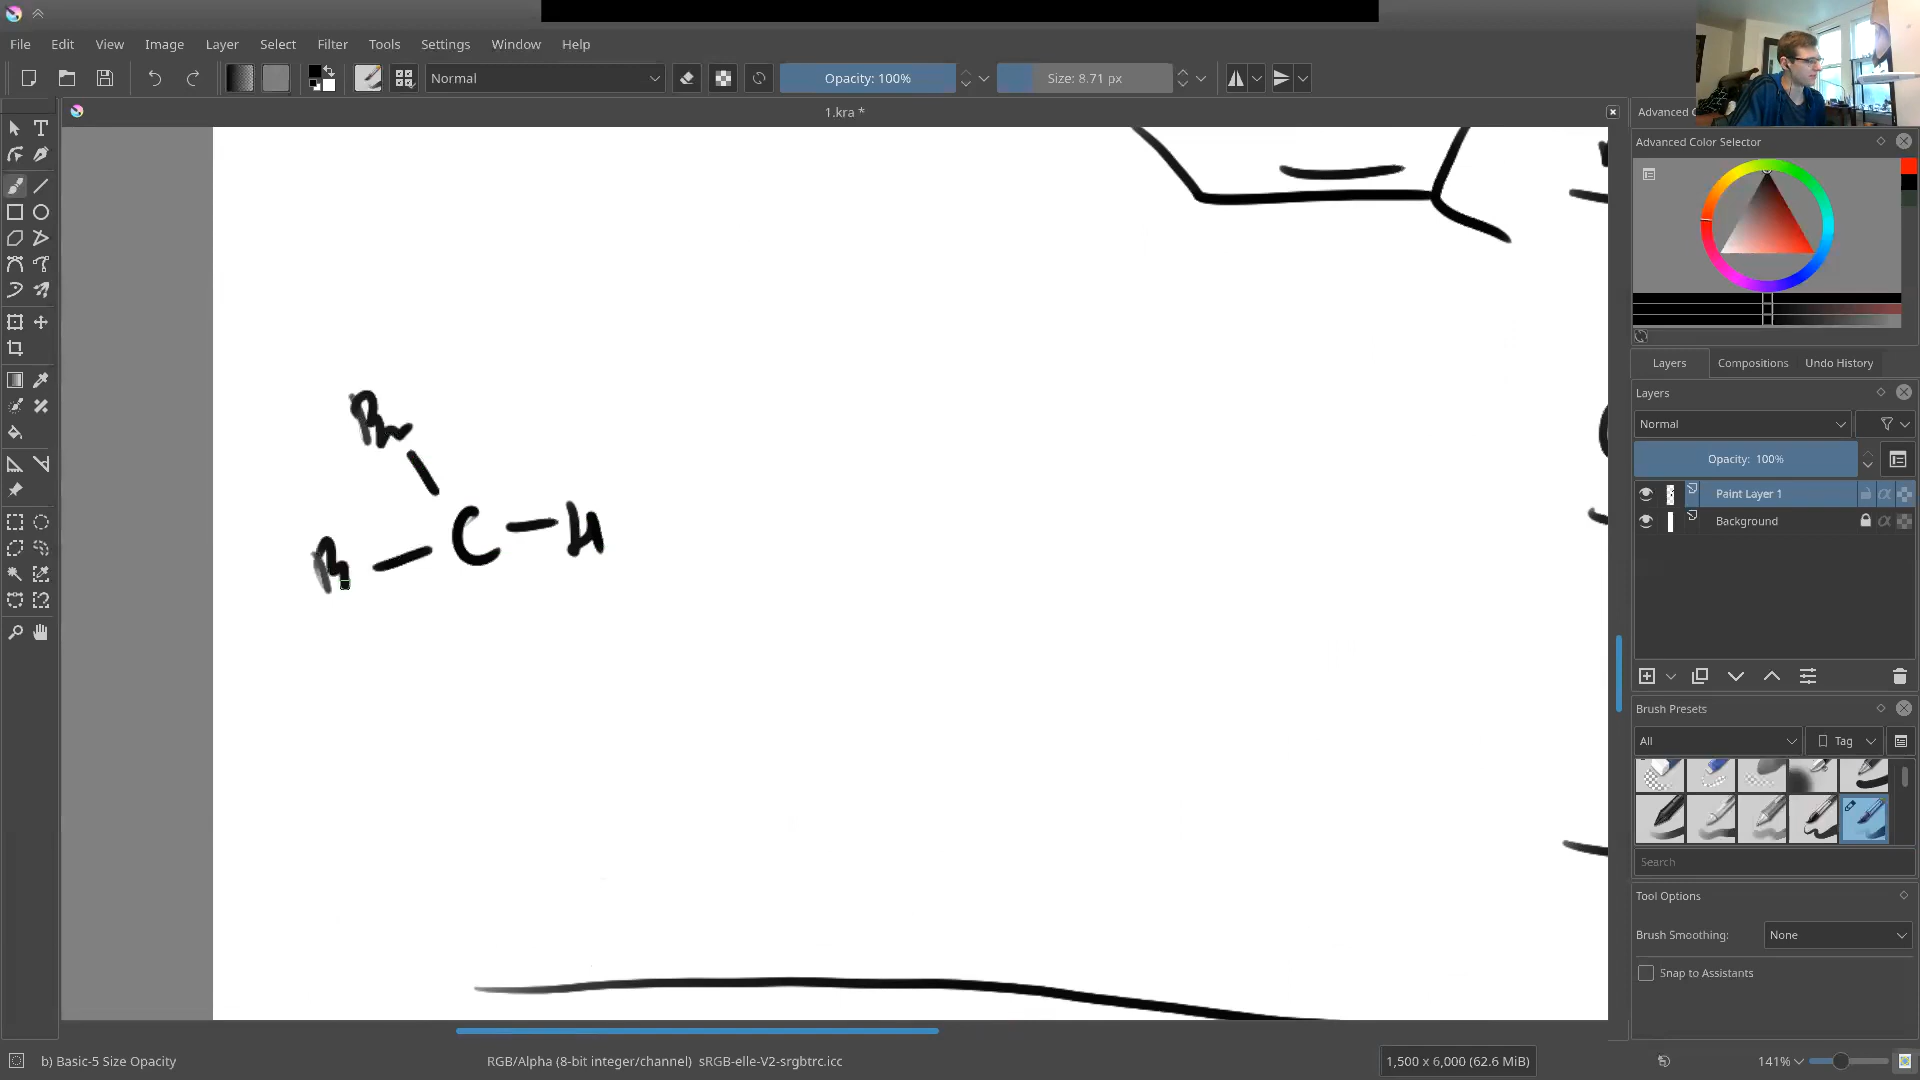 File Edit View Image Layer Select Filter Tools Settings Window Help
Normal Opacity: 100% Size: 8.71 px
1.kra * Advanced C
Advanced Color Selector
Layers Compositions Undo History
Layers
Normal
Opacity: 100%
Paint Layer 1
Background
Brush Presets
All Tag
Search
Tool Options
Brush Smoothing: None
Snap to Assistants
R
C H
R
b) Basic-5 Size Opacity RGB/Alpha (8-bit integer/channel) sRGB-elle-V2-srgbtrc.icc 1,500 x 6,000 (62.6 MiB) 141%